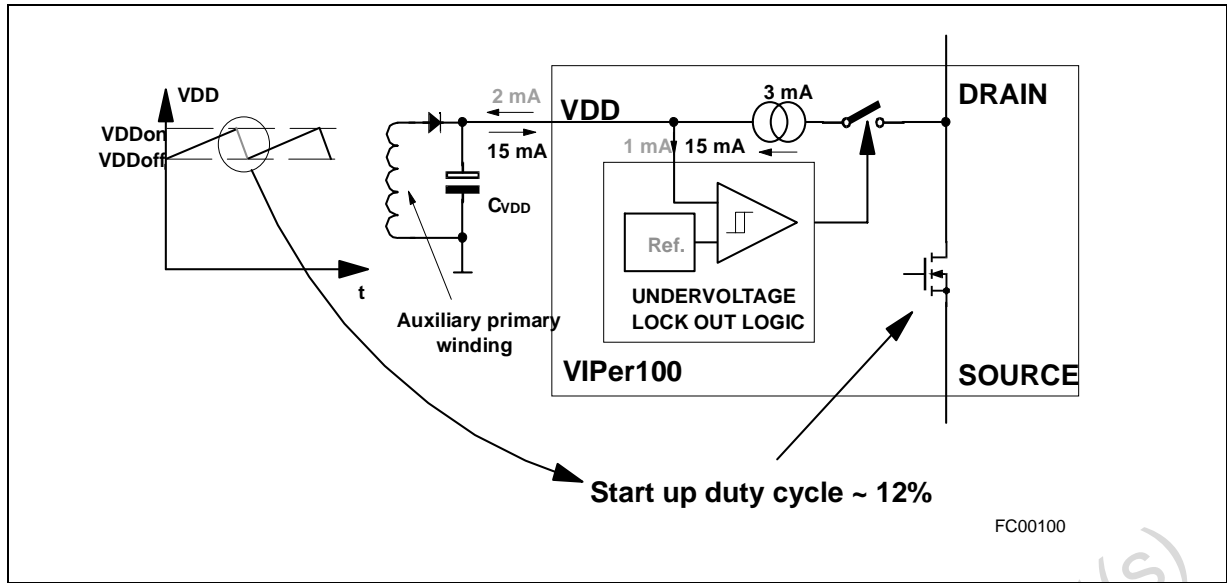 VDD
VDDon
VDDoff
t
2 mA
15 mA
CVDD
Auxiliary primary
winding
VDD
3 mA
DRAIN
1 mA 15 mA
Ref.
UNDERVOLTAGE
LOCK OUT LOGIC
VIPer100
SOURCE
Start up duty cycle ~ 12%
FC00100
(s)